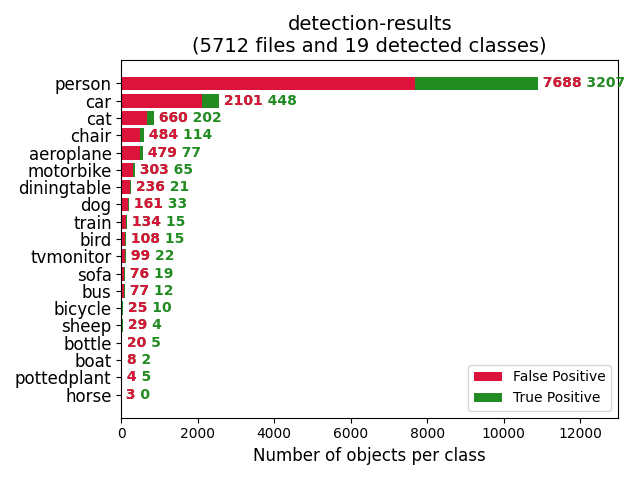 detection-results
(5712 files and 19 detected classes)
person 7688 3207
car 2101 448
cat 660 202
chair 484 114
aeroplane 479 77
motorbike 303 65
diningtable 236 21
dog 161 33
train 134 15
bird 108 15
tvmonitor 99 22
sofa 76 19
bus 77 12
bicycle 25 10
sheep 29 4
bottle 20 5
boat 8 2
pottedplant 4 5
horse 3 0
False Positive
True Positive
0 2000 4000 6000 8000 10000 12000
Number of objects per class